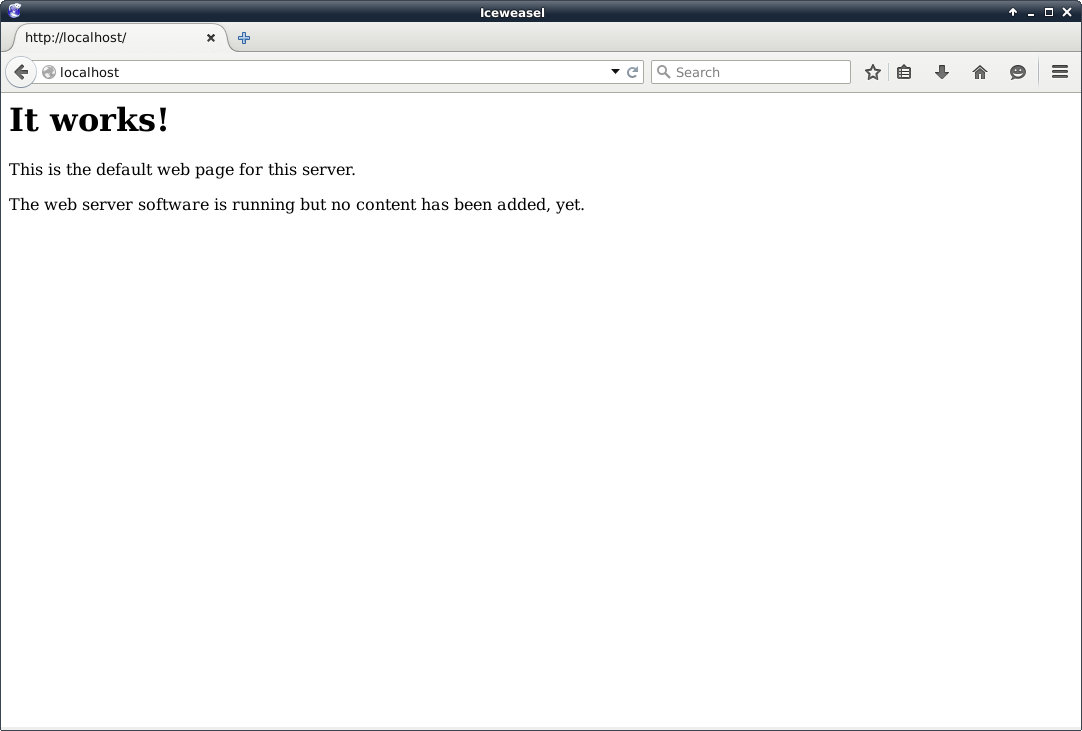 Iceweasel
http://localhost/
localhost
Search
It works!
This is the default web page for this server.
The web server software is running but no content has been added, yet.